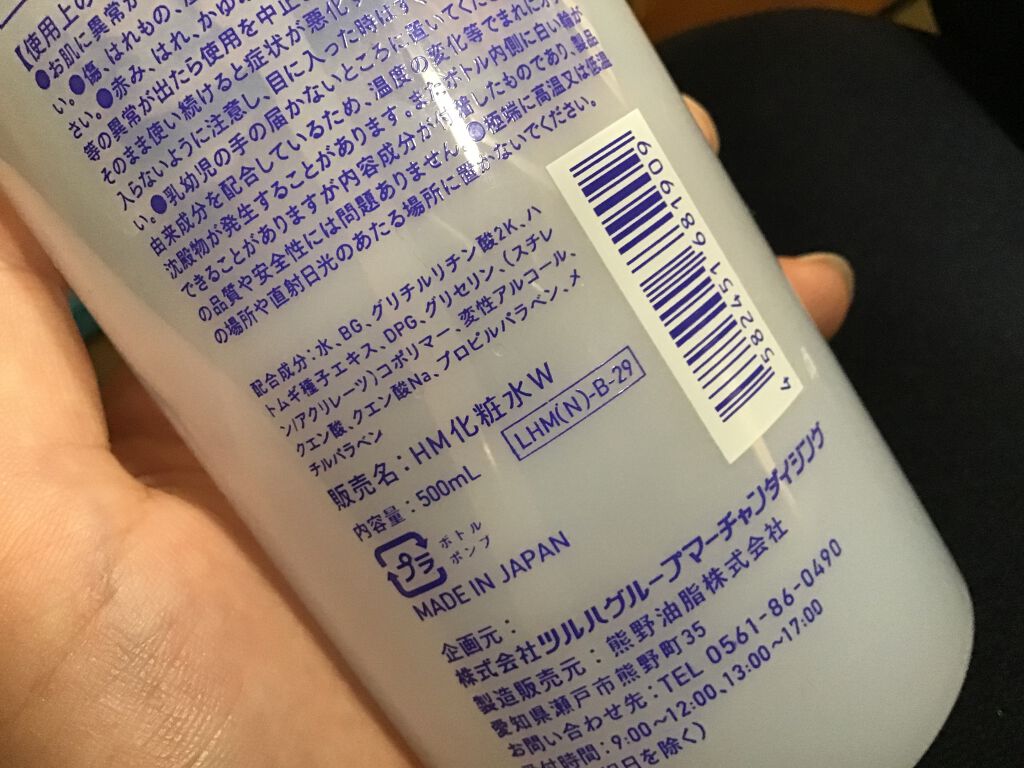 【使用上の
●お肌に異常が
い。●傷、はれもの、
さい。●赤み、はれ、かゆみ
等の異常が出たら使用を中止
そのまま使い続けると症状が悪化
入らないように注意し、目に入った時はす
い。●乳幼児の手の届かないところに置いてくださ
由来成分を配合しているため、温度の変化等でまれに
沈殿物が発生することがあります。またボトル内側に白い輪が
できることがありますが内容成分が付着したものであり、製品
の品質や安全性には問題ありません。●極端に高温又は低温
の場所や直射日光のあたる場所に置かないでください。
配合成分:水、BG、グリチルリチン酸2K、ハ
トムギ種子エキス、DPG、グリセリン、(スチレ
ン/アクリレーツ)コポリマー、変性アルコール、
クエン酸、クエン酸Na、プロピルパラベン、メ
チルパラベン
販売名:HM化粧水W
内容量:500mL
LHM(N)-B-29
プラ
ボトル
ポンプ
MADE IN JAPAN
企画元:
株式会社ツルハグループマーチャンダイジング
製造販売元:熊野油脂株式会社
愛知県瀬戸市熊野町35
お問い合わせ先:TEL 0561-86-0490
受付時間:9:00~12:00、13:00~17:00
日を除く)
4 582451 681909